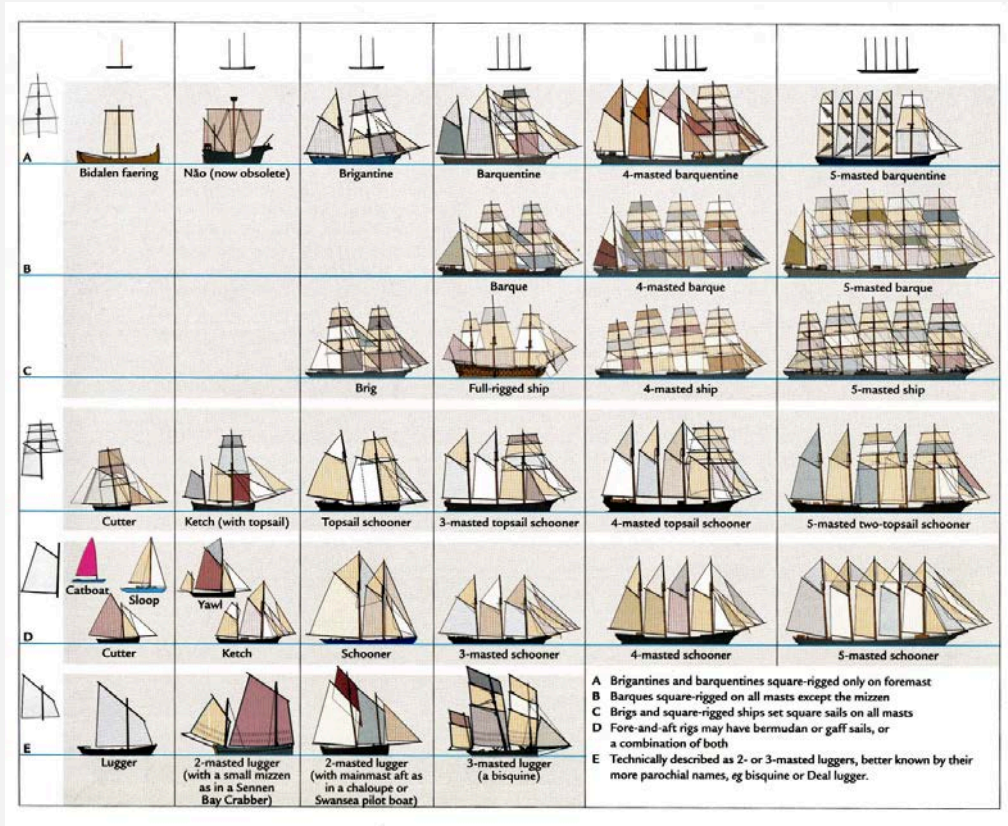 A
Bidalen faering
Não (now obsolete)
Brigantine
Barquentine
4-masted barquentine
5-masted barquentine
B
Barque
4-masted barque
5-masted barque
C
Brig
Full-rigged ship
4-masted ship
5-masted ship
Cutter
Ketch (with topsail)
Topsail schooner
3-masted topsail schooner
4-masted topsail schooner
5-masted two-topsail schooner
Catboat
Sloop
Yawl
D
Cutter
Ketch
Schooner
3-masted schooner
4-masted schooner
5-masted schooner
E
Lugger
2-masted lugger
(with a small mizzen
as in a Sennen
Bay Crabber)
2-masted lugger
(with mainmast aft as
in a chaloupe or
Swansea pilot boat)
3-masted lugger
(a bisquine)
A Brigantines and barquentines square-rigged only on foremast
B Barques square-rigged on all masts except the mizzen
C Brigs and square-rigged ships set square sails on all masts
D Fore-and-aft rigs may have bermudan or gaff sails, or
a combination of both
E Technically described as 2- or 3-masted luggers, better known by their
more parochial names, eg bisquine or Deal lugger.